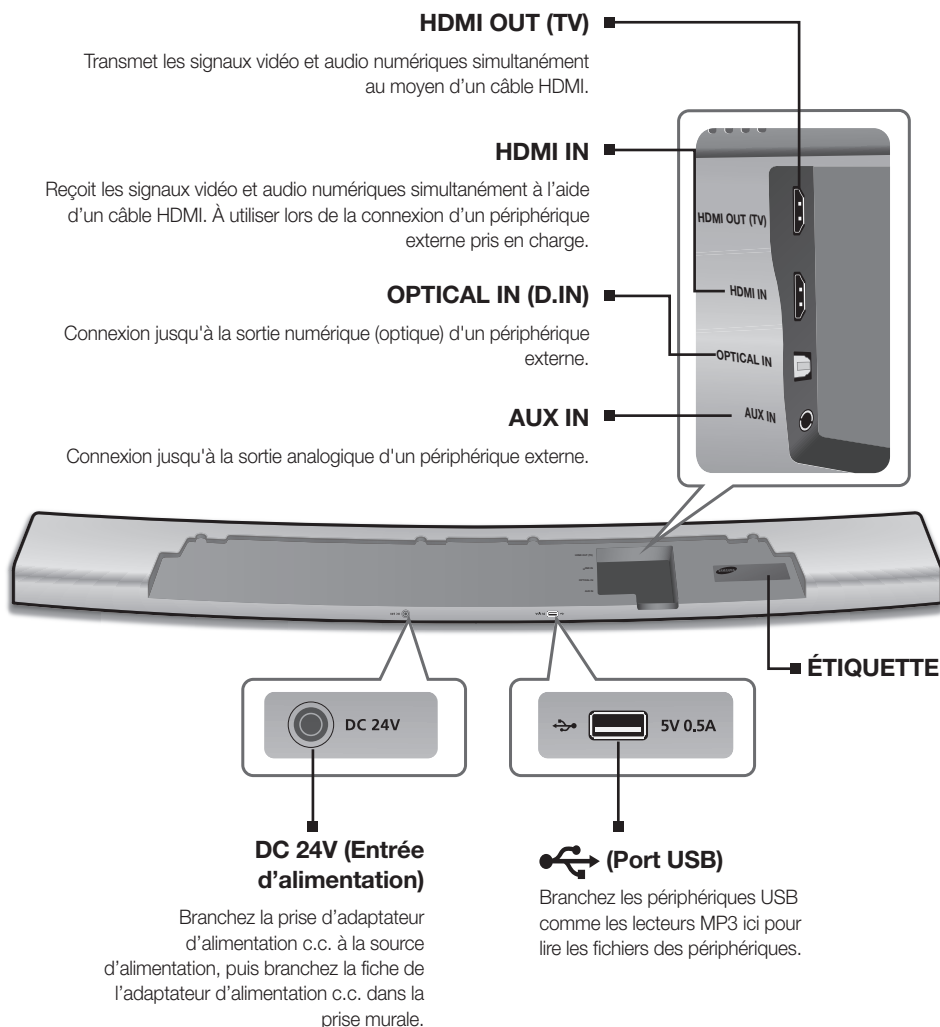 HDMI OUT (TV)
Transmet les signaux vidéo et audio numériques simultanément
au moyen d’un câble HDMI.
HDMI IN
Reçoit les signaux vidéo et audio numériques simultanément à l’aide
d’un câble HDMI. À utiliser lors de la connexion d’un périphérique
externe pris en charge.
OPTICAL IN (D.IN)
Connexion jusqu'à la sortie numérique (optique) d'un périphérique
externe.
AUX IN
Connexion jusqu'à la sortie analogique d'un périphérique externe.
HDMI OUT (TV)
HDMI IN
OPTICAL IN
AUX IN
SAMSUNG
ÉTIQUETTE
DC 24V
5V 0.5A
DC 24V (Entrée
d’alimentation)
Branchez la prise d’adaptateur
d’alimentation c.c. à la source
d’alimentation, puis branchez la fiche de
l’adaptateur d’alimentation c.c. dans la
prise murale.
(Port USB)
Branchez les périphériques USB
comme les lecteurs MP3 ici pour
lire les fichiers des périphériques.